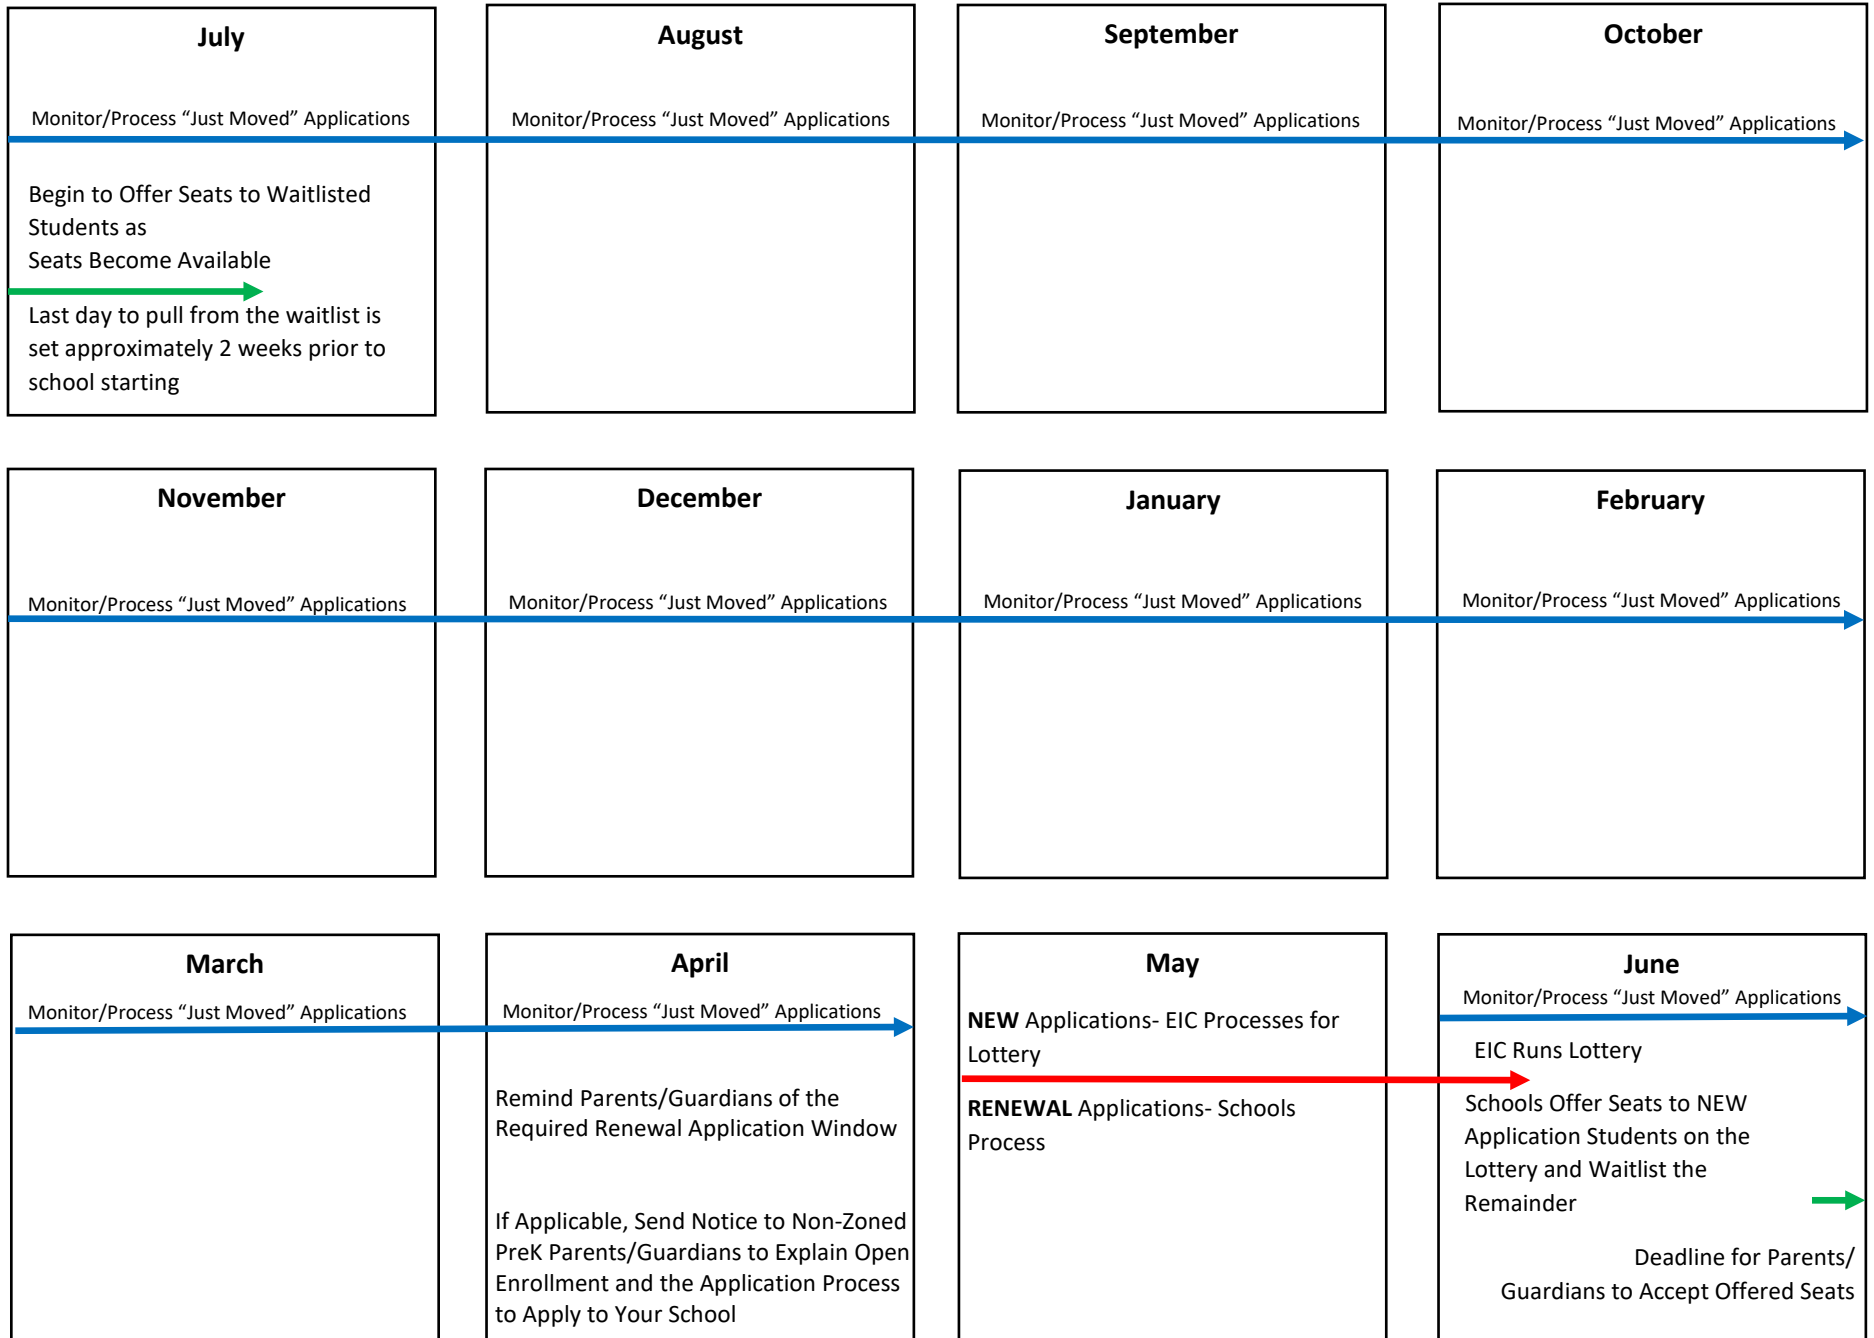 July
Monitor/Process “Just Moved” Applications
Begin to Offer Seats to Waitlisted
Students as
Seats Become Available
Last day to pull from the waitlist is
set approximately 2 weeks prior to
school starting
August
Monitor/Process “Just Moved” Applications
September
Monitor/Process “Just Moved” Applications
October
Monitor/Process “Just Moved” Applications
November
Monitor/Process “Just Moved” Applications
December
Monitor/Process “Just Moved” Applications
January
Monitor/Process “Just Moved” Applications
February
Monitor/Process “Just Moved” Applications
March
Monitor/Process “Just Moved” Applications
April
Monitor/Process “Just Moved” Applications
Remind Parents/Guardians of the
Required Renewal Application Window
If Applicable, Send Notice to Non-Zoned
PreK Parents/Guardians to Explain Open
Enrollment and the Application Process
to Apply to Your School
May
NEW Applications- EIC Processes for
Lottery
RENEWAL Applications- Schools
Process
June
Monitor/Process “Just Moved” Applications
EIC Runs Lottery
Schools Offer Seats to NEW
Application Students on the
Lottery and Waitlist the
Remainder
Deadline for Parents/
Guardians to Accept Offered Seats